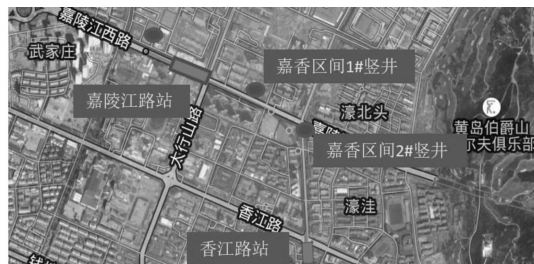 嘉陵江西路
武家庄
嘉香区间1#竖井
嘉陵江路站
太行山路
濠北头
嘉陵
黄岛伯爵山
尔夫俱乐部
嘉香区间2#竖井
濠洼
香江路
香江路站